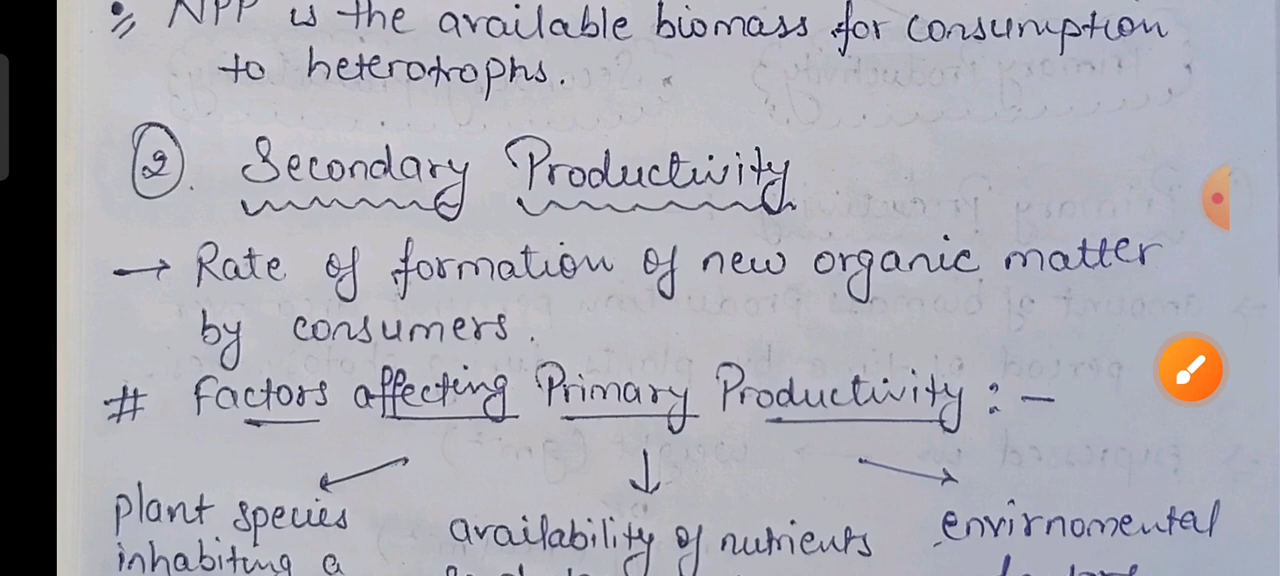 NPP is the available biomass for consumption
to heterotrophs.
②. Secondary Productivity
→ Rate of formation of new organic matter
by consumers.
# Factors affecting Primary Productivity : -
plant species
inhabiting a
availability of nutrients
envirnomental